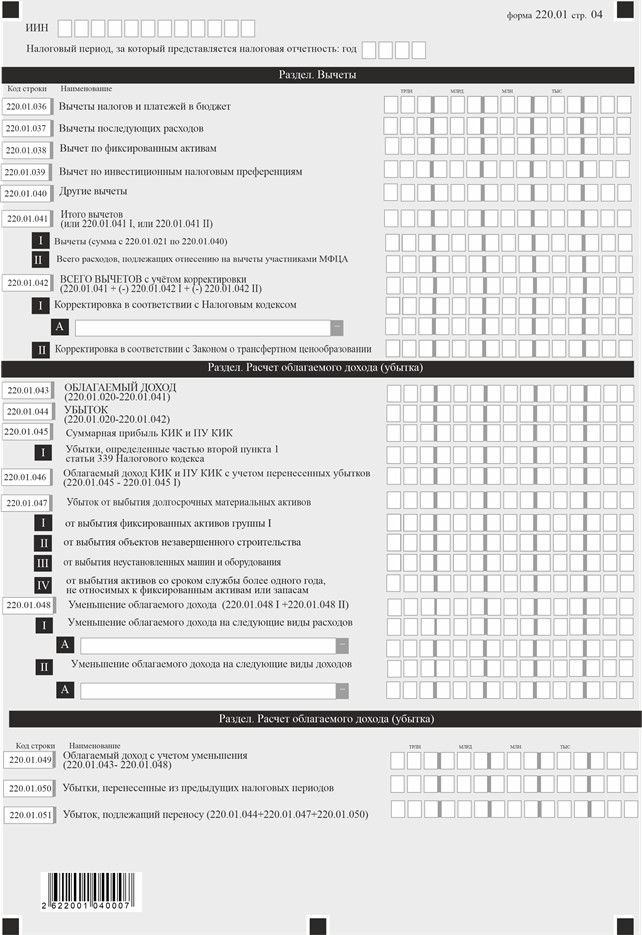 форма 220.01 стр. 04
ИИН
Налоговый период, за который представляется налоговая отчетность: год
Раздел. Вычеты
Код строки Наименование ТРЛН МЛРД МЛН ТЫС
220.01.036 Вычеты налогов и платежей в бюджет
220.01.037 Вычеты последующих расходов
220.01.038 Вычет по фиксированным активам
220.01.039 Вычет по инвестиционным налоговым преференциям
220.01.040 Другие вычеты
220.01.041 Итого вычетов
(или 220.01.041 I, или 220.01.041 II)
I Вычеты (сумма с 220.01.021 по 220.01.040)
II Всего расходов, подлежащих отнесению на вычеты участниками МФЦА
220.01.042 ВСЕГО ВЫЧЕТОВ с учётом корректировки
(220.01.041 + (-) 220.01.042 I + (-) 220.01.042 II)
I Корректировка в соответствии с Налоговым кодексом
A
II Корректировка в соответствии с Законом о трансфертном ценообразовании
Раздел. Расчет облагаемого дохода (убытка)
220.01.043 ОБЛАГАЕМЫЙ ДОХОД
(220.01.020-220.01.041)
220.01.044 УБЫТОК
(220.01.020-220.01.042)
220.01.045 Суммарная прибыль КИК и ПУ КИК
I Убытки, определенные частью второй пункта 1
статьи 339 Налогового кодекса
220.01.046 Облагаемый доход КИК и ПУ КИК с учетом перенесенных убытков
(220.01.045 - 220.01.045 I)
220.01.047 Убыток от выбытия долгосрочных материальных активов
I от выбытия фиксированных активов группы I
II от выбытия объектов незавершенного строительства
III от выбытия неустановленных машин и оборудования
IV от выбытия активов со сроком службы более одного года,
не относимых к фиксированным активам или запасам
220.01.048 Уменьшение облагаемого дохода (220.01.048 I +220.01.048 II)
I Уменьшение облагаемого дохода на следующие виды расходов
A
II Уменьшение облагаемого дохода на следующие виды доходов
A
Раздел. Расчет облагаемого дохода (убытка)
Код строки Наименование ТРЛН МЛРД МЛН ТЫС
220.01.049 Облагаемый доход с учетом уменьшения
(220.01.043- 220.01.048)
220.01.050 Убытки, перенесенные из предыдущих налоговых периодов
220.01.051 Убыток, подлежащий переносу (220.01.044+220.01.047+220.01.050)
2 622001 040007